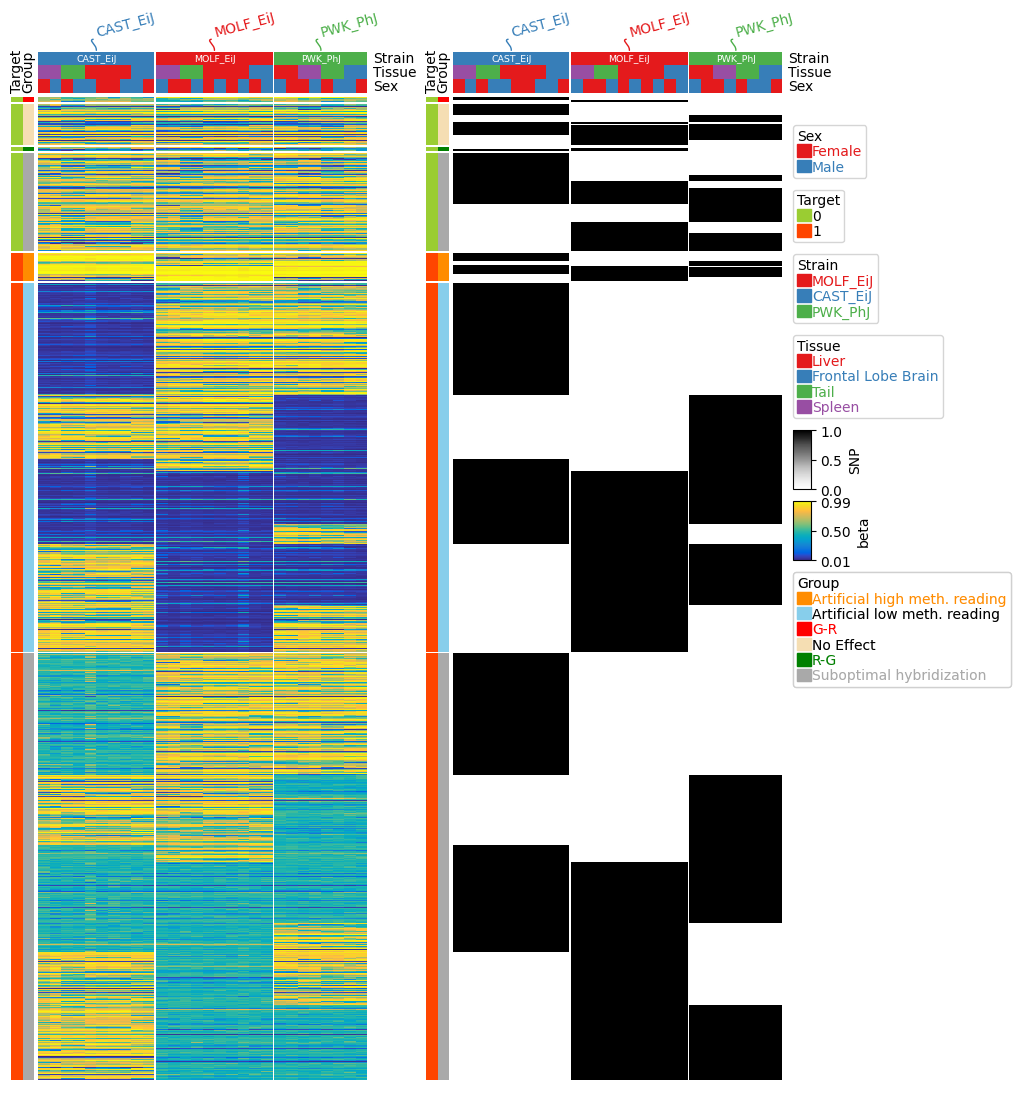 CAST_EiJ
MOLF_EiJ
PWK_PhJ
CAST_EiJ
MOLF_EiJ
PWK_PhJ
Target
Group
CAST_EiJ
MOLF_EiJ
PWK_PhJ
Strain
Tissue
Sex
Target
Group
CAST_EiJ
MOLF_EiJ
PWK_PhJ
Strain
Tissue
Sex
Sex
Female
Male
Target
0
1
Strain
MOLF_EiJ
CAST_EiJ
PWK_PhJ
Tissue
Liver
Frontal Lobe Brain
Tail
Spleen
1.0
0.5
0.0
SNP
0.99
0.50
0.01
beta
Group
Artificial high meth. reading
Artificial low meth. reading
G-R
No Effect
R-G
Suboptimal hybridization